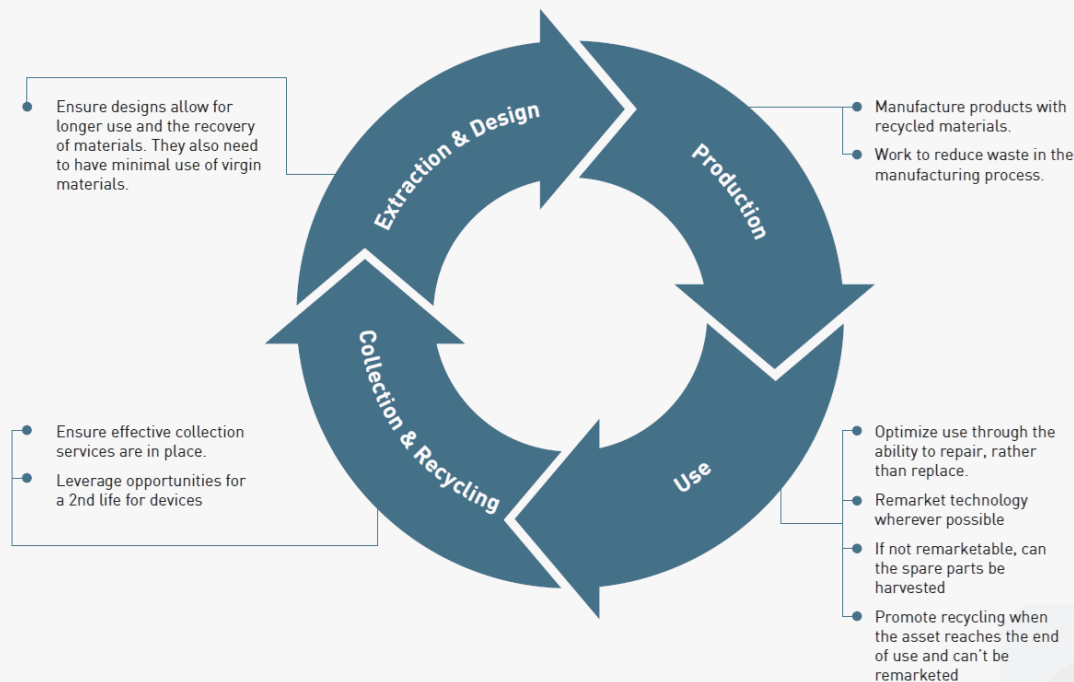 Extraction & Design
Ensure designs allow for
longer use and the recovery
of materials. They also need
to have minimal use of virgin
materials.
Production
Manufacture products with
recycled materials.
Work to reduce waste in the
manufacturing process.
Use
Optimize use through the
ability to repair, rather
than replace.
Remarket technology
wherever possible
If not remarketable, can
the spare parts be
harvested
Promote recycling when
the asset reaches the end
of use and can't be
remarketed
Collection & Recycling
Ensure effective collection
services are in place.
Leverage opportunities for
a 2nd life for devices